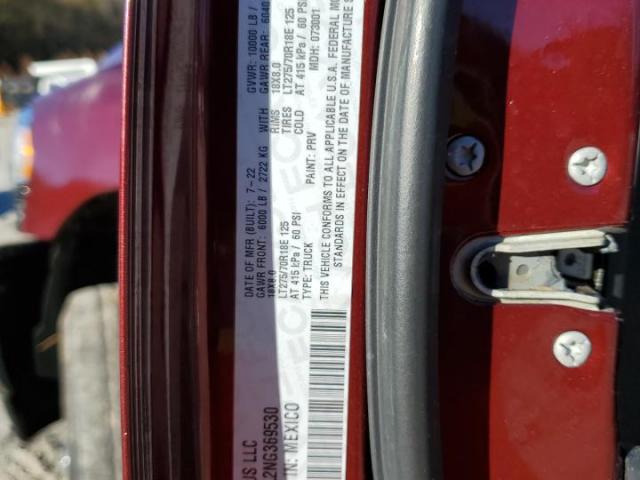 US LLC
DATE OF MFR (BUILT): 7-22 GVWR: 10000 LB /
GAWR FRONT: 6000 LB / 2722 KG WITH GAWR REAR: 6040
18X8.0 RIMS 18X8.0
LT275/70R18E 125 TIRES LT275/70R18E 125
AT 415 kPa / 60 PSI COLD AT 415 kPa / 60 PSI
2NG369530 TYPE: TRUCK PAINT: PRV MDH: 073001
IN: MEXICO THIS VEHICLE CONFORMS TO ALL APPLICABLE U.S.A. FEDERAL MO
STANDARDS IN EFFECT ON THE DATE OF MANUFACTURE S